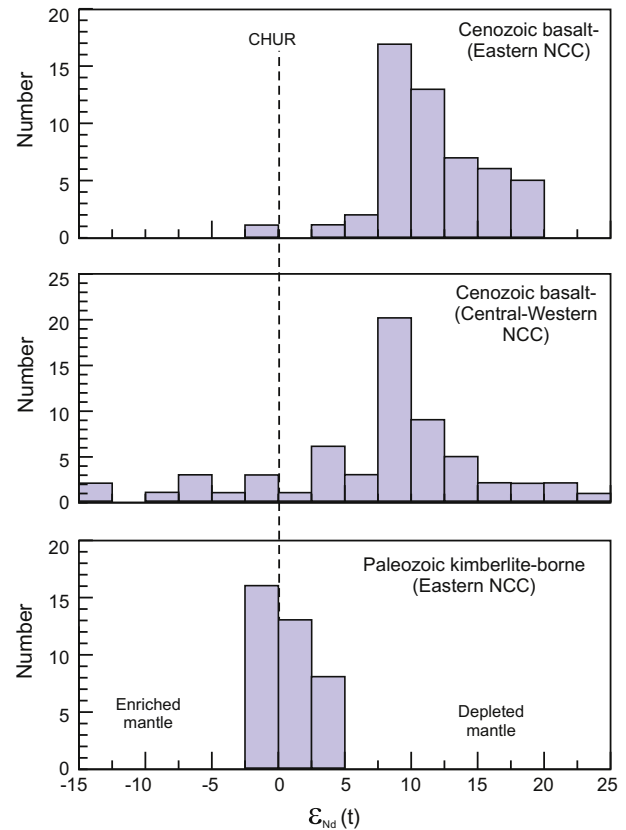 20
15
10
5
0
Number
CHUR
Cenozoic basalt-
(Eastern NCC)
25
20
15
10
5
0
Number
Cenozoic basalt-
(Central-Western
NCC)
20
15
10
5
0
Number
Paleozoic kimberlite-borne
(Eastern NCC)
Enriched
mantle
Depleted
mantle
-15 -10 -5 0 5 10 15 20 25
εNd (t)